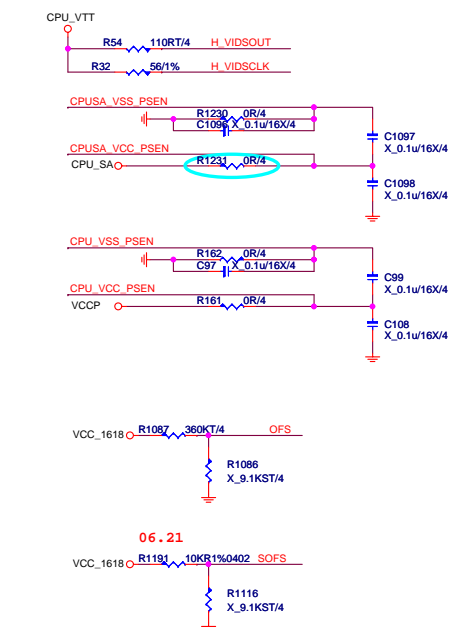 CPU_VTT
R54 110RT/4 H_VIDSOUT
R32 56/1% H_VIDSCLK
CPUSA_VSS_PSEN
R1230 0R/4
C1096 X_0.1u/16X/4
C1097
X_0.1u/16X/4
CPUSA_VCC_PSEN
CPU_SA R1231 0R/4
C1098
X_0.1u/16X/4
CPU_VSS_PSEN
R162 0R/4
C97 X_0.1u/16X/4
C99
X_0.1u/16X/4
CPU_VCC_PSEN
VCCP R161 0R/4
C108
X_0.1u/16X/4
VCC_1618 R1087 360KT/4 OFS
R1086
X_9.1KST/4
06.21
VCC_1618 R1191 10KR1%0402 SOFS
R1116
X_9.1KST/4